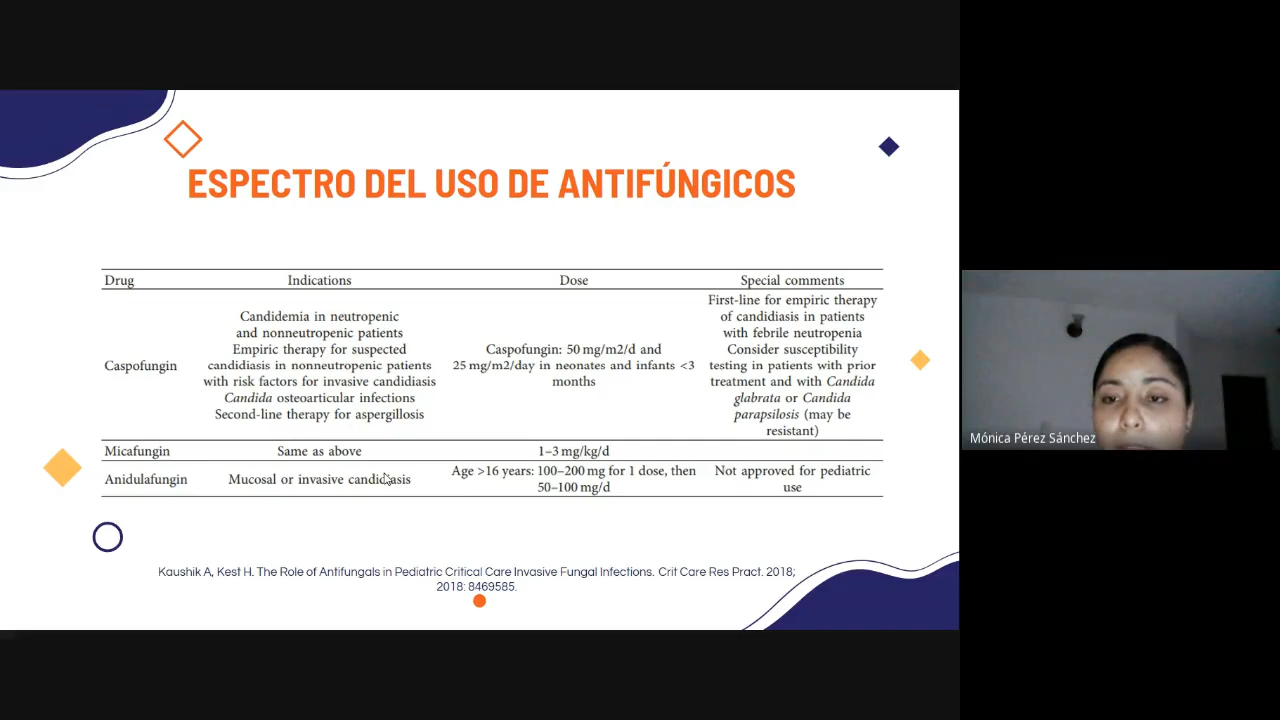 ESPECTRO DEL USO DE ANTIFÚNGICOS
Drug Indications Dose Special comments
Caspofungin
Candidemia in neutropenic
and nonneutropenic patients
Empiric therapy for suspected
candidiasis in nonneutropenic patients
with risk factors for invasive candidiasis
Candida osteoarticular infections
Second-line therapy for aspergillosis
Caspofungin: 50 mg/m2/d and
25 mg/m2/day in neonates and infants <3
months
First-line for empiric therapy
of candidiasis in patients
with febrile neutropenia
Consider susceptibility
testing in patients with prior
treatment and with Candida
glabrata or Candida
parapsilosis (may be
resistant)
Micafungin Same as above 1–3 mg/kg/d
Anidulafungin
Mucosal or invasive candidiasis
Age >16 years: 100–200 mg for 1 dose, then
50–100 mg/d
Not approved for pediatric
use
Kaushik A, Kest H. The Role of Antifungals in Pediatric Critical Care Invasive Fungal Infections. Crit Care Res Pract. 2018;
2018: 8469585.
Mónica Pérez Sánchez